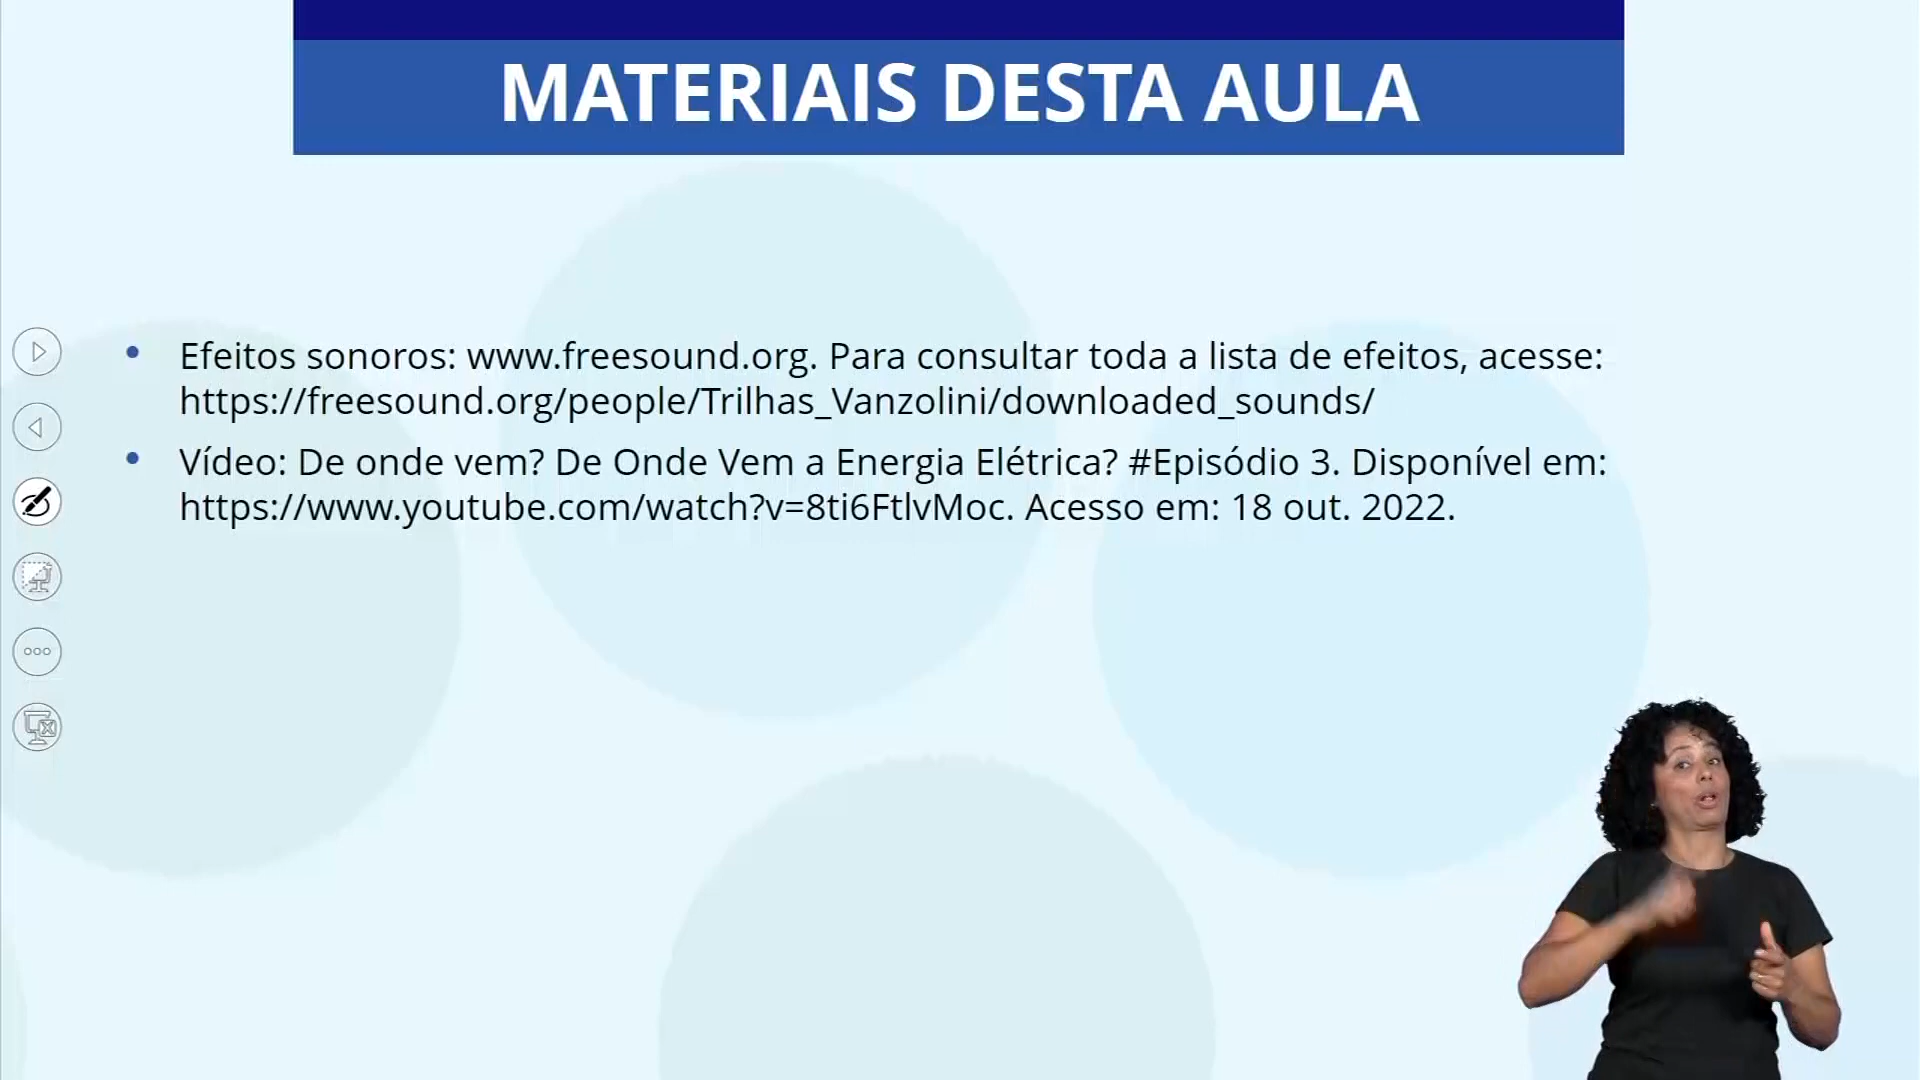 MATERIAIS DESTA AULA
• Efeitos sonoros: www.freesound.org. Para consultar toda a lista de efeitos, acesse:
https://freesound.org/people/Trilhas_Vanzolini/downloaded_sounds/
• Vídeo: De onde vem? De Onde Vem a Energia Elétrica? #Episódio 3. Disponível em:
https://www.youtube.com/watch?v=8ti6FtlvMoc. Acesso em: 18 out. 2022.